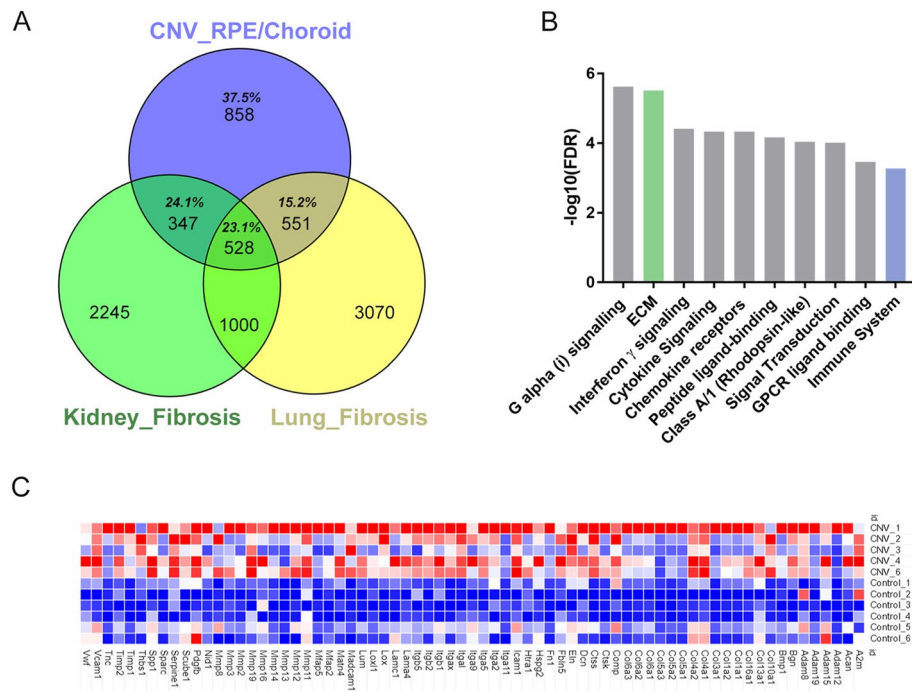 A
CNV_RPE/Choroid
37.5%
858
24.1%
347
15.2%
551
23.1%
528
2245
1000
3070
Kidney_Fibrosis
Lung_Fibrosis
B
-log10(FDR)
6
4
2
0
G alpha (i) signalling
ECM
Interferon γ signaling
Cytokine Signaling
Chemokine receptors
Peptide ligand-binding
Class A/1 (Rhodopsin-like)
Signal Transduction
GPCR ligand binding
Immune System
C
id
CNV_1
CNV_2
CNV_3
CNV_4
CNV_6
Control_1
Control_2
Control_3
Control_4
Control_5
Control_6
id
Vwf
Vcam1
Tnc
Timp2
Timp1
Thbs1
Spp1
Sparc
Serpine1
Scube1
Pdgfb
Nid1
Mmp8
Mmp3
Mmp2
Mmp19
Mmp16
Mmp14
Mmp13
Mmp12
Mmp11
Mfap5
Mfap2
Matn4
Madcam1
Lum
Loxl1
Lox
Lamc1
Lama4
Itgb5
Itgb2
Itgb1
Itgax
Itgal
Itga9
Itga5
Itga2
Itga11
Icam1
Htra1
Hspg2
Fn1
Fbln5
Eln
Dcn
Ctss
Ctsk
Comp
Col6a3
Col6a2
Col6a1
Col5a3
Col5a2
Col4a2
Col4a1
Col3a1
Col1a2
Col1a1
Col16a1
Col13a1
Col10a1
Bmp1
Bgn
Adam8
Adam19
Adam15
Adam12
Acan
A2m